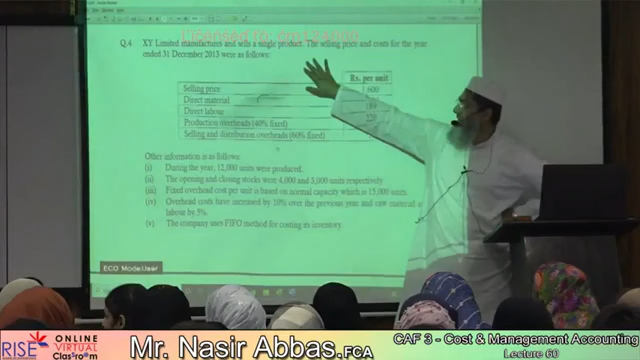 Licensed to:
Q.4 XY Limited manufactures and sells a single product. The selling price and costs for the year
ended 31 December 2013 were as follows:
Rs. per unit
Selling price 1,600
Direct material
Direct labour
Production overheads (40% fixed)
Selling and distribution overheads (60% fixed)
Other information is as follows:
(i) During the year, 12,000 units were produced.
(ii) The opening and closing stocks were 4,000 and 3,000 units respectively
(iii) Fixed overhead cost per unit is based on normal capacity which is 15,000 units.
(iv) Overhead costs have increased by 10% over the previous year and raw material
labour by 5%.
(v) The company uses FIFO method for costing its inventory.
ECO Mode:User
RISE ONLINE VIRTUAL Classroom
Mr. Nasir Abbas.FCA
CAF 3 - Cost & Management Accounting
Lecture 60